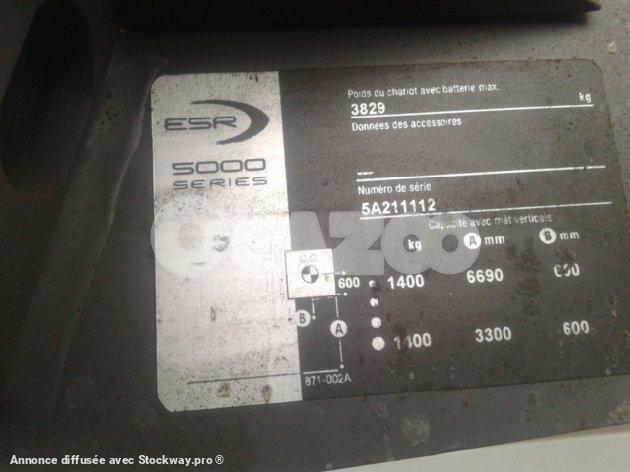 Poids du chariot avec batterie max.
3829 kg
Données des accessoires
---
Numéro de série
5A211112
Capacité avec mât verticale
kg A mm B mm
1400 6690 600
1400 3300 600
ESR
5000
SERIES
C.G.
600
B
A
871-002A
Annonce diffusée avec Stockway.pro ®